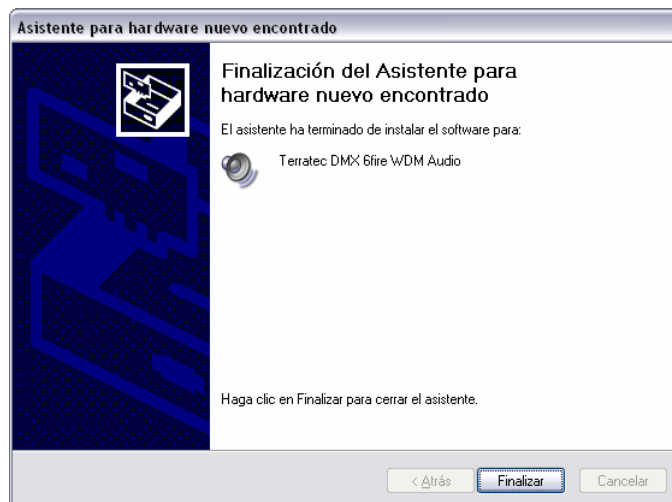 Asistente para hardware nuevo encontrado
Finalización del Asistente para
hardware nuevo encontrado
El asistente ha terminado de instalar el software para:
Terratec DMX 6fire WDM Audio
Haga clic en Finalizar para cerrar el asistente.
< Atrás
Finalizar
Cancelar